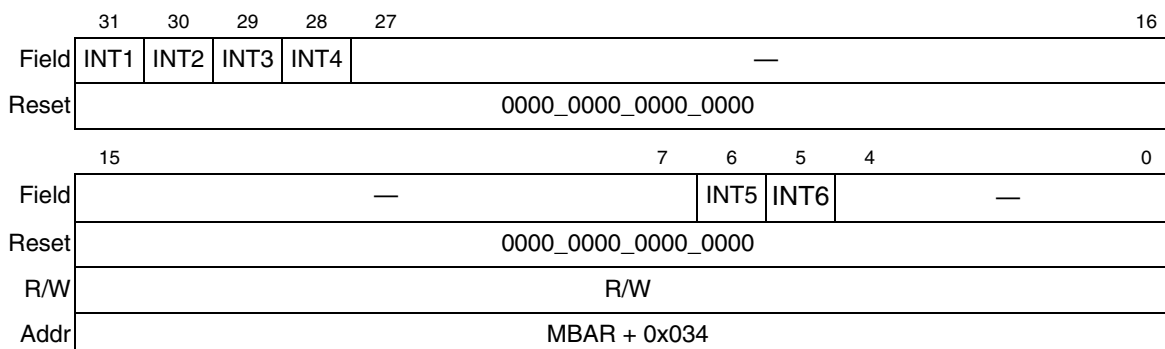 31 30 29 28 27 16
Field INT1 INT2 INT3 INT4 —
Reset 0000_0000_0000_0000
15 7 6 5 4 0
Field — INT5 INT6 —
Reset 0000_0000_0000_0000
R/W R/W
Addr MBAR + 0x034